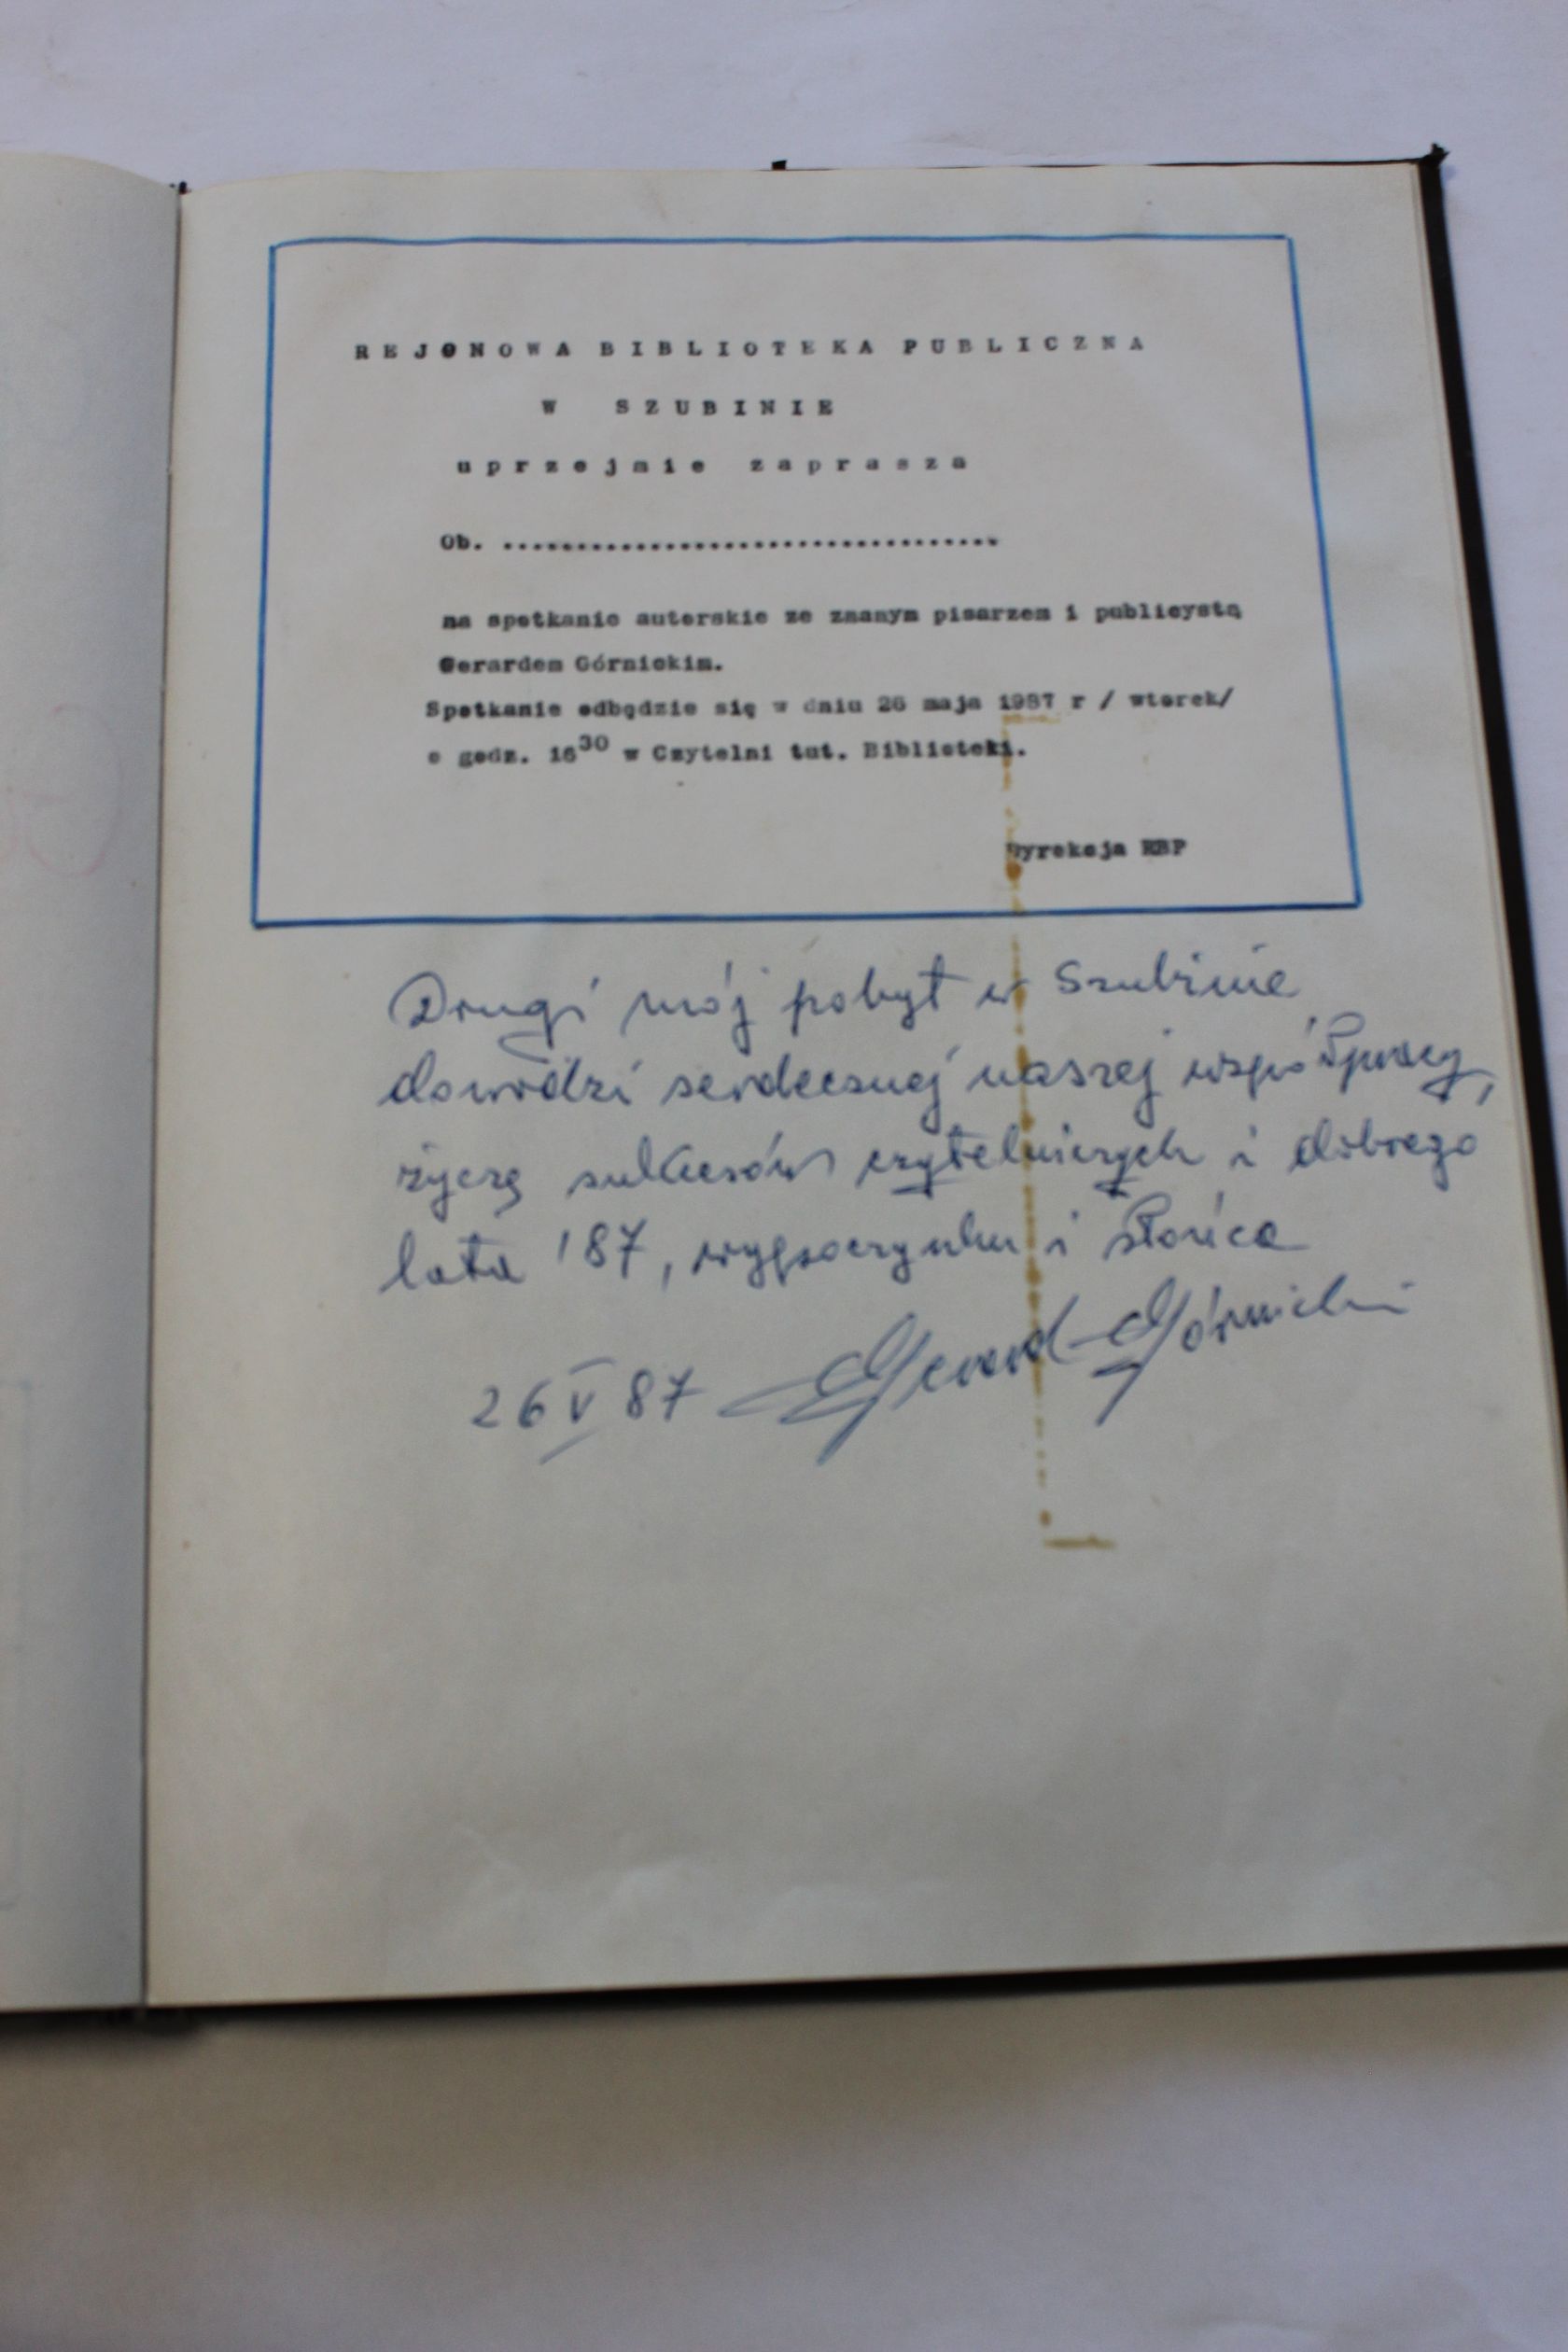 REJONOWA BIBLIOTEKA PUBLICZNA
W SZUBINIE
uprzejmie zaprasza
Ob. ..................................
na spotkanie autorskie ze znanym pisarzem i publicystą
Gerardem Górnickim.
Spotkanie odbędzie się w dniu 26 maja 1987 r / wtorek/
o godz. 16³⁰ w Czytelni tut. Biblioteki.
Dyrekcja RBP
Drugi mój pobyt w Szubinie
dowodzi serdecznej naszej współpracy,
życzę sukcesów czytelniczych i dobrego
lata '87, wypoczynku i słońca
26 V 87 Gerard Górnicki